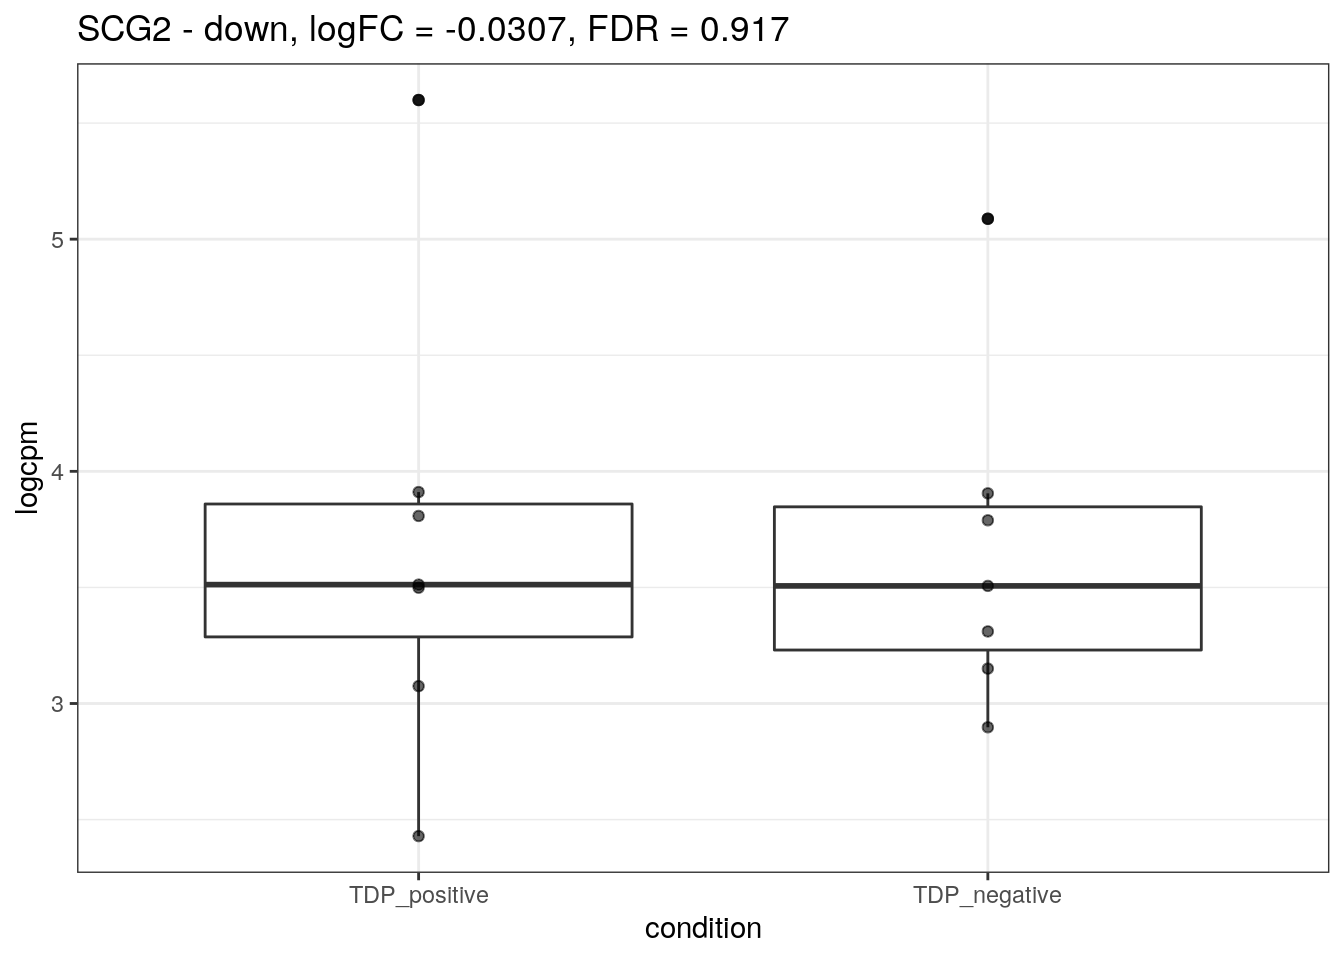 SCG2 - down, logFC = -0.0307, FDR = 0.917
logcpm
5
4
3
TDP_positive
TDP_negative
condition